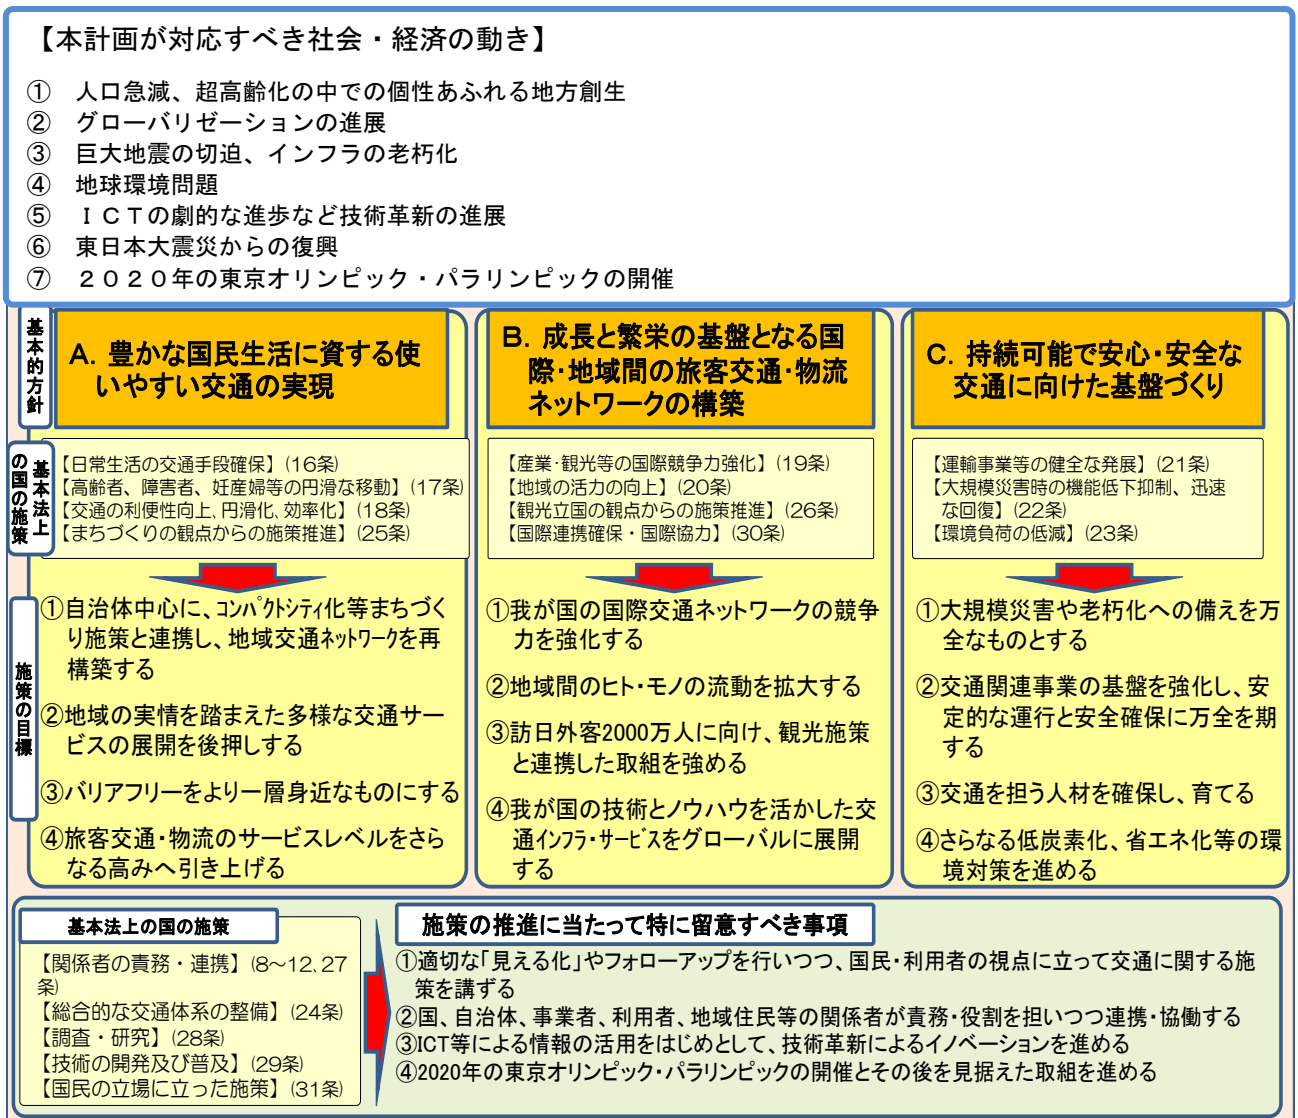 【本計画が対応すべき社会・経済の動き】
① 人口急減、超高齢化の中での個性あふれる地方創生
② グローバリゼーションの進展
③ 巨大地震の切迫、インフラの老朽化
④ 地球環境問題
⑤ ＩＣＴの劇的な進歩など技術革新の進展
⑥ 東日本大震災からの復興
⑦ ２０２０年の東京オリンピック・パラリンピックの開催
基本的方針
A. 豊かな国民生活に資する使
いやすい交通の実現
B. 成長と繁栄の基盤となる国
際・地域間の旅客交通・物流
ネットワークの構築
C. 持続可能で安心・安全な
交通に向けた基盤づくり
基本法上
の国の施策
【日常生活の交通手段確保】（16条）
【高齢者、障害者、妊産婦等の円滑な移動】（17条）
【交通の利便性向上、円滑化、効率化】（18条）
【まちづくりの観点からの施策推進】（25条）
【産業・観光等の国際競争力強化】（19条）
【地域の活力の向上】（20条）
【観光立国の観点からの施策推進】（26条）
【国際連携確保・国際協力】（30条）
【運輸事業等の健全な発展】（21条）
【大規模災害時の機能低下抑制、迅速
な回復】（22条）
【環境負荷の低減】（23条）
施策の目標
①自治体中心に、ｺﾝﾊﾟｸﾄｼﾃｨ化等まちづく
り施策と連携し、地域交通ﾈｯﾄﾜｰｸを再
構築する
②地域の実情を踏まえた多様な交通サー
ビスの展開を後押しする
③バリアフリーをより一層身近なものにする
④旅客交通・物流のサービスレベルをさら
なる高みへ引き上げる
①我が国の国際交通ネットワークの競争
力を強化する
②地域間のヒト・モノの流動を拡大する
③訪日外客2000万人に向け、観光施策
と連携した取組を強める
④我が国の技術とノウハウを活かした交
通ｲﾝﾌﾗ・ｻｰﾋﾞｽをグローバルに展開
する
①大規模災害や老朽化への備えを万
全なものとする
②交通関連事業の基盤を強化し、安
定的な運行と安全確保に万全を期
する
③交通を担う人材を確保し、育てる
④さらなる低炭素化、省エネ化等の環
境対策を進める
基本法上の国の施策
【関係者の責務・連携】（8～12、27
条）
【総合的な交通体系の整備】（24条）
【調査・研究】（28条）
【技術の開発及び普及】（29条）
【国民の立場に立った施策】（31条）
施策の推進に当たって特に留意すべき事項
①適切な「見える化」やフォローアップを行いつつ、国民・利用者の視点に立って交通に関する施
策を講ずる
②国、自治体、事業者、利用者、地域住民等の関係者が責務・役割を担いつつ連携・協働する
③ICT等による情報の活用をはじめとして、技術革新によるイノベーションを進める
④2020年の東京オリンピック・パラリンピックの開催とその後を見据えた取組を進める